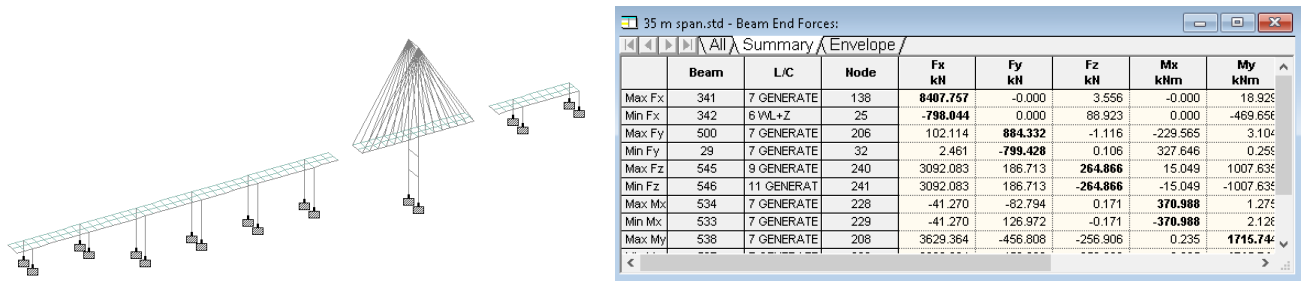 35 m span.std - Beam End Forces:
All Summary Envelope
Beam L/C Node Fx kN Fy kN Fz kN Mx kNm My kNm
Max Fx 341 7 GENERATE 138 8407.757 -0.000 3.556 -0.000 18.929
Min Fx 342 6 WL+Z 25 -798.044 0.000 88.923 0.000 -469.656
Max Fy 500 7 GENERATE 206 102.114 884.332 -1.116 -229.565 3.104
Min Fy 29 7 GENERATE 32 2.461 -799.428 0.106 327.646 0.259
Max Fz 545 9 GENERATE 240 3092.083 186.713 264.866 15.049 1007.635
Min Fz 546 11 GENERAT 241 3092.083 186.713 -264.866 -15.049 -1007.635
Max Mx 534 7 GENERATE 228 -41.270 -82.794 0.171 370.988 1.275
Min Mx 533 7 GENERATE 229 -41.270 126.972 -0.171 -370.988 2.128
Max My 538 7 GENERATE 208 3629.364 -456.808 -256.906 0.235 1715.744